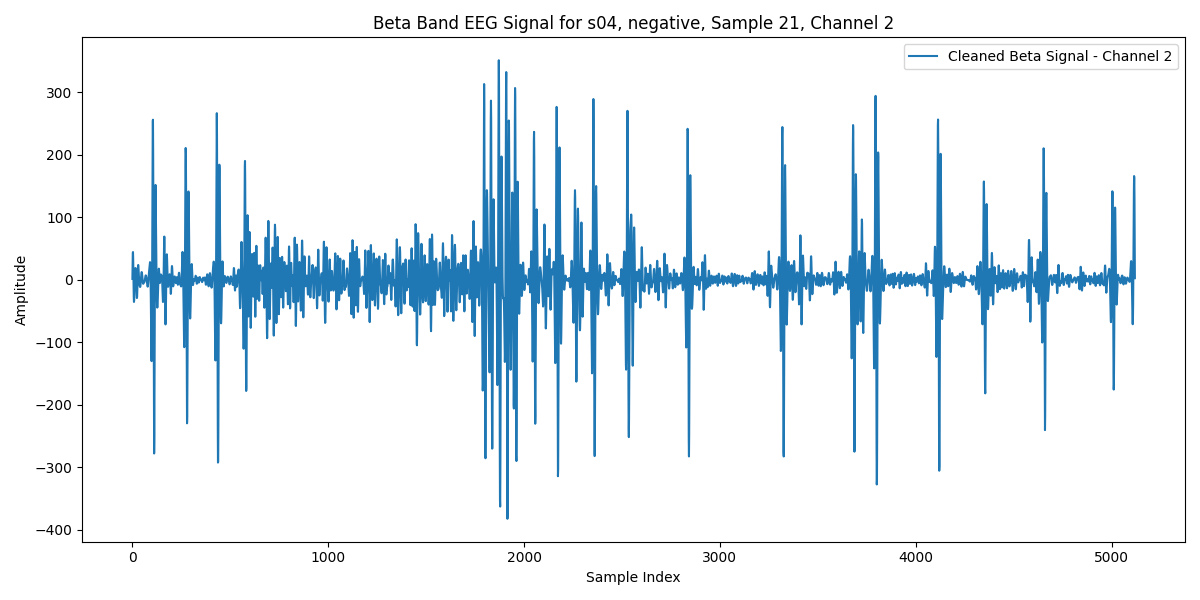 Beta Band EEG Signal for s04, negative, Sample 21, Channel 2
Cleaned Beta Signal - Channel 2
Amplitude
300
200
100
0
−100
−200
−300
−400
0 1000 2000 3000 4000 5000
Sample Index